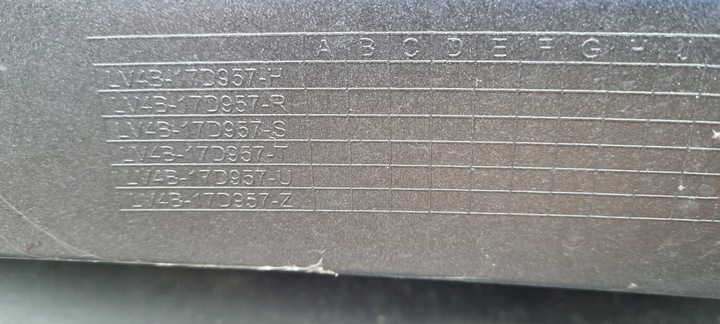 A B C D E F G H J
LV4B-17D957-H
LV4B-17D957-R
LV4B-17D957-S
LV4B-17D957-T
LV4B-17D957-U
LV4B-17D957-Z